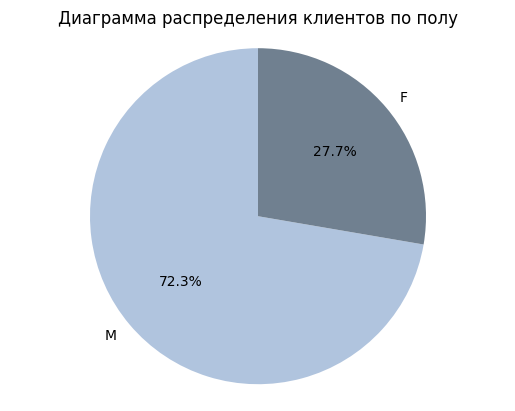 Диаграмма распределения клиентов по полу
F
27.7%
72.3%
M